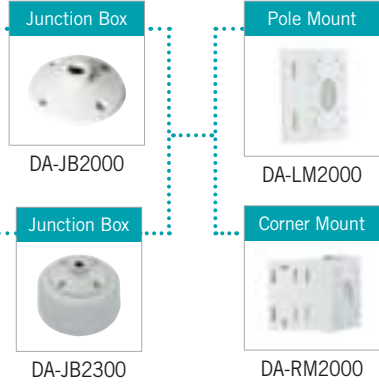 Junction Box
DA-JB2000
Pole Mount
DA-LM2000
Junction Box
DA-JB2300
Corner Mount
DA-RM2000